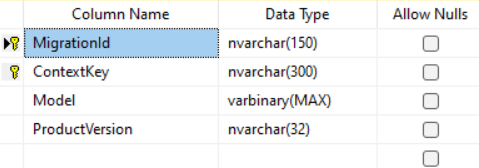 Column Name Data Type Allow Nulls
MigrationId nvarchar(150)
ContextKey nvarchar(300)
Model varbinary(MAX)
ProductVersion nvarchar(32)